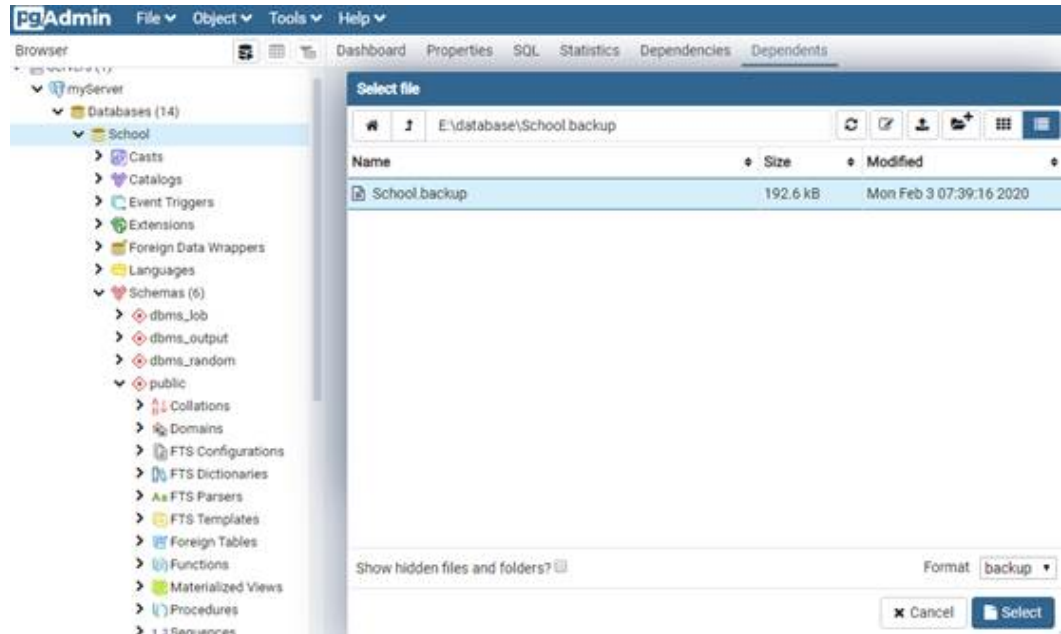 pgAdmin File Object Tools Help
Browser
Dashboard Properties SQL Statistics Dependencies Dependents
myServer
Databases (14)
School
Casts
Catalogs
Event Triggers
Extensions
Foreign Data Wrappers
Languages
Schemas (6)
dbms_lob
dbms_output
dbms_random
public
Collations
Domains
FTS Configurations
FTS Dictionaries
FTS Parsers
FTS Templates
Foreign Tables
Functions
Materialized Views
Procedures
Select file
E:\database\School.backup
Name Size Modified
School.backup 192.6 kB Mon Feb 3 07:39:16 2020
Show hidden files and folders? Format backup
Cancel Select